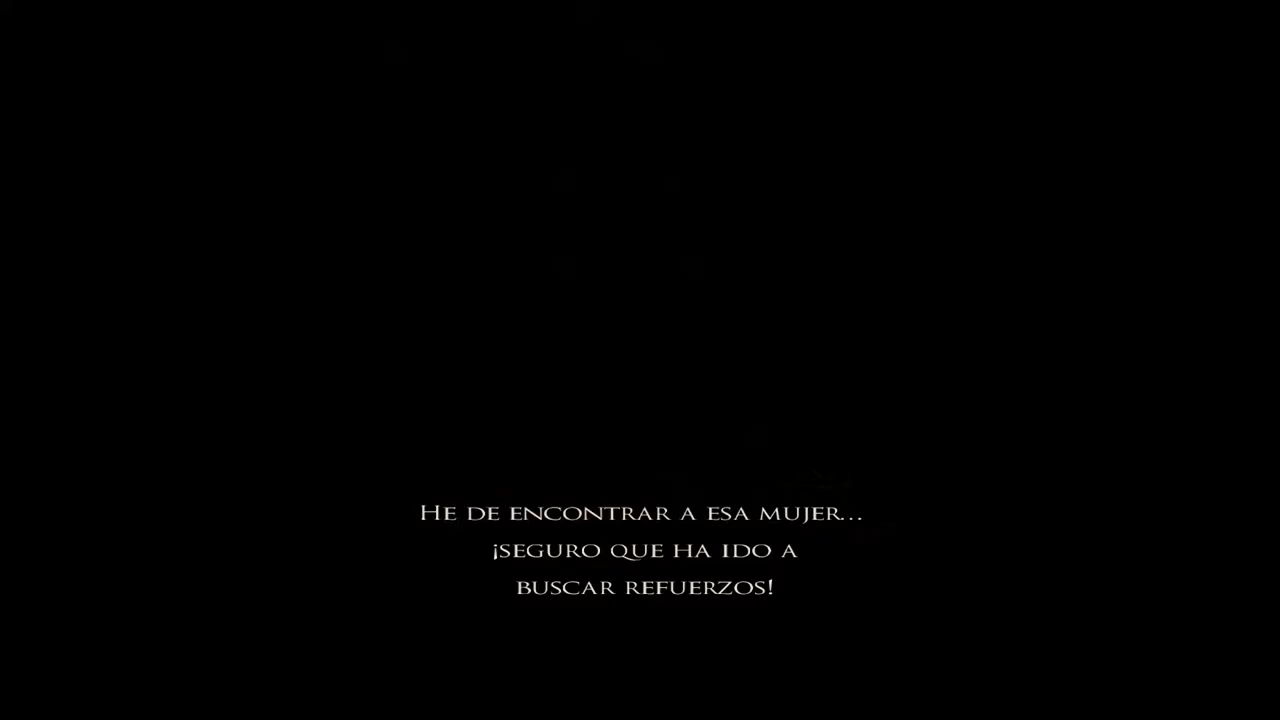 He de encontrar a esa mujer...
¡seguro que ha ido a
buscar refuerzos!